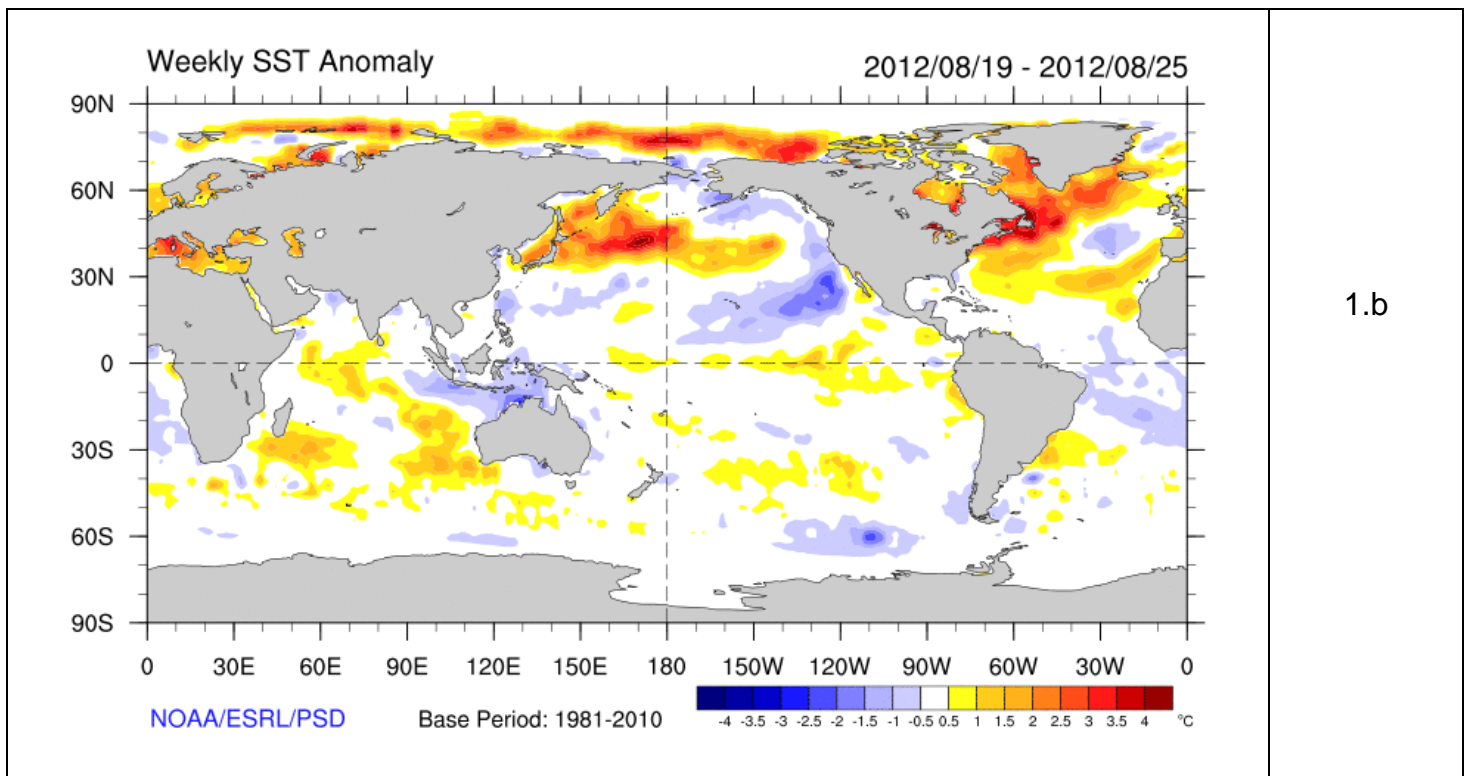 Weekly SST Anomaly
2012/08/19 - 2012/08/25
90N
60N
30N
0
30S
60S
90S
0 30E 60E 90E 120E 150E 180 150W 120W 90W 60W 30W 0
NOAA/ESRL/PSD
Base Period: 1981-2010
-4 -3.5 -3 -2.5 -2 -1.5 -1 -0.5 0.5 1 1.5 2 2.5 3 3.5 4 °C
1.b